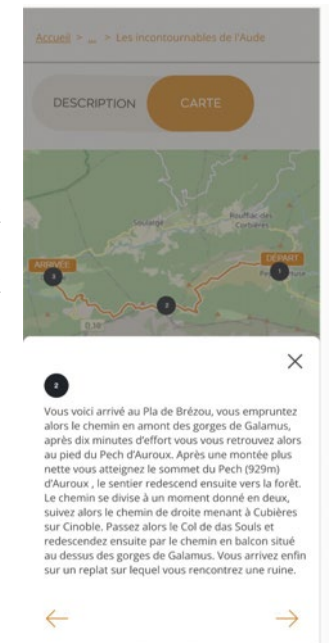 Accueil > ... > Les incontournables de l'Aude
DESCRIPTION
CARTE
Soulatgé
Rouffiac-des-
Corbières
ARRIVÉE
DÉPART
3
1
2
D 10
2
Vous voici arrivé au Pla de Brézou, vous empruntez
alors le chemin en amont des gorges de Galamus,
après dix minutes d'effort vous vous retrouvez alors
au pied du Pech d'Auroux. Après une montée plus
nette vous atteignez le sommet du Pech (929m)
d'Auroux , le sentier redescend ensuite vers la forêt.
Le chemin se divise à un moment donné en deux,
suivez alors le chemin de droite menant à Cubières
sur Cinoble. Passez alors le Col de das Souls et
redescendez ensuite par le chemin en balcon situé
au dessus des gorges de Galamus. Vous arrivez enfin
sur un replat sur lequel vous rencontrez une ruine.